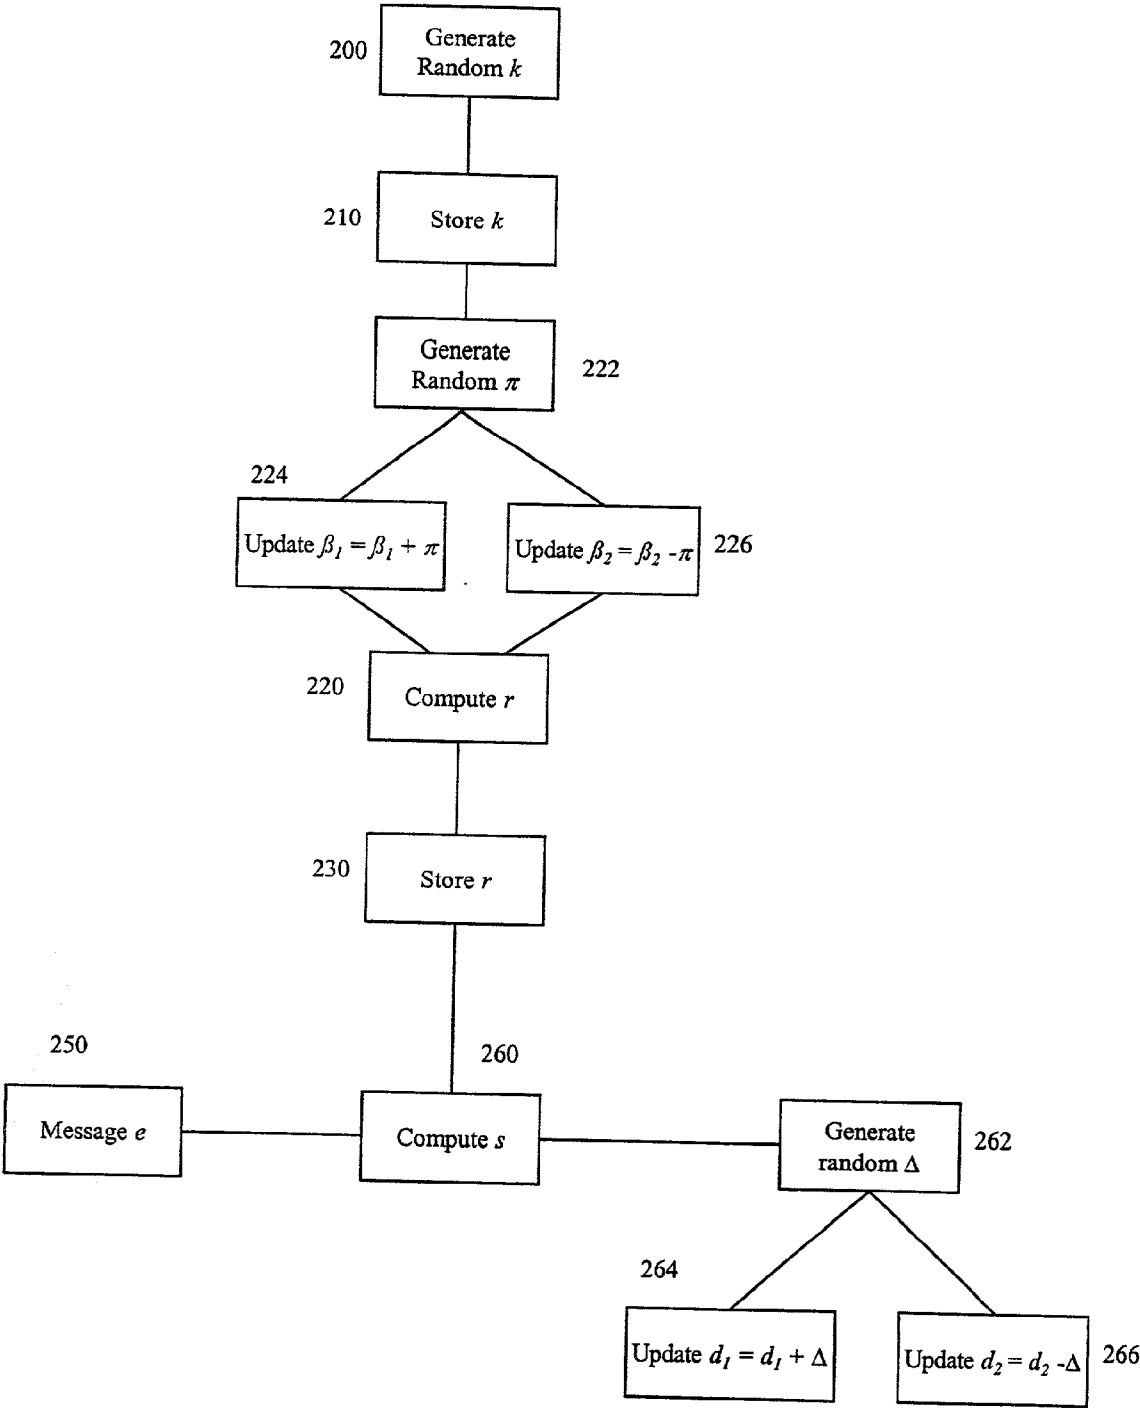 200
Generate
Random k
210
Store k
Generate
Random π
222
224
Update β1 = β1 + π
Update β2 = β2 -π
226
220
Compute r
230
Store r
250
260
Message e
Compute s
Generate
random Δ
262
264
Update d1 = d1 + Δ
Update d2 = d2 -Δ
266